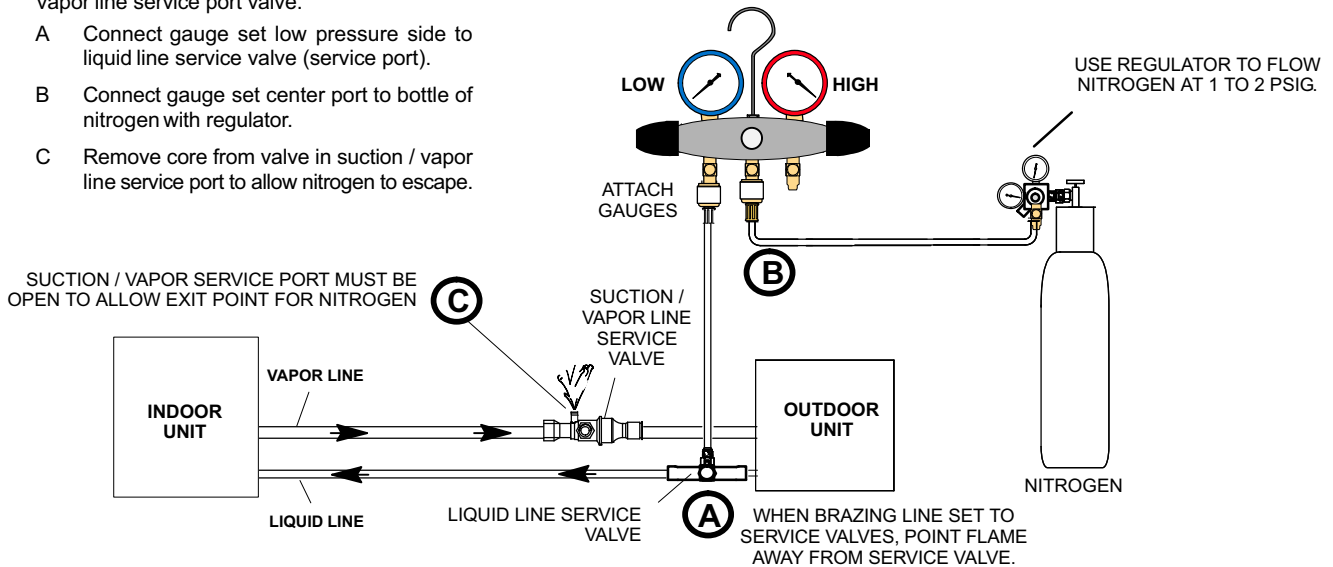 Vapor line service port valve.
A Connect gauge set low pressure side to
liquid line service valve (service port).
B Connect gauge set center port to bottle of
nitrogen with regulator.
C Remove core from valve in suction / vapor
line service port to allow nitrogen to escape.
LOW
HIGH
USE REGULATOR TO FLOW
NITROGEN AT 1 TO 2 PSIG.
ATTACH
GAUGES
B
SUCTION / VAPOR SERVICE PORT MUST BE
OPEN TO ALLOW EXIT POINT FOR NITROGEN
C
SUCTION /
VAPOR LINE
SERVICE
VALVE
VAPOR LINE
INDOOR
UNIT
OUTDOOR
UNIT
NITROGEN
LIQUID LINE
LIQUID LINE SERVICE
VALVE
A
WHEN BRAZING LINE SET TO
SERVICE VALVES, POINT FLAME
AWAY FROM SERVICE VALVE.